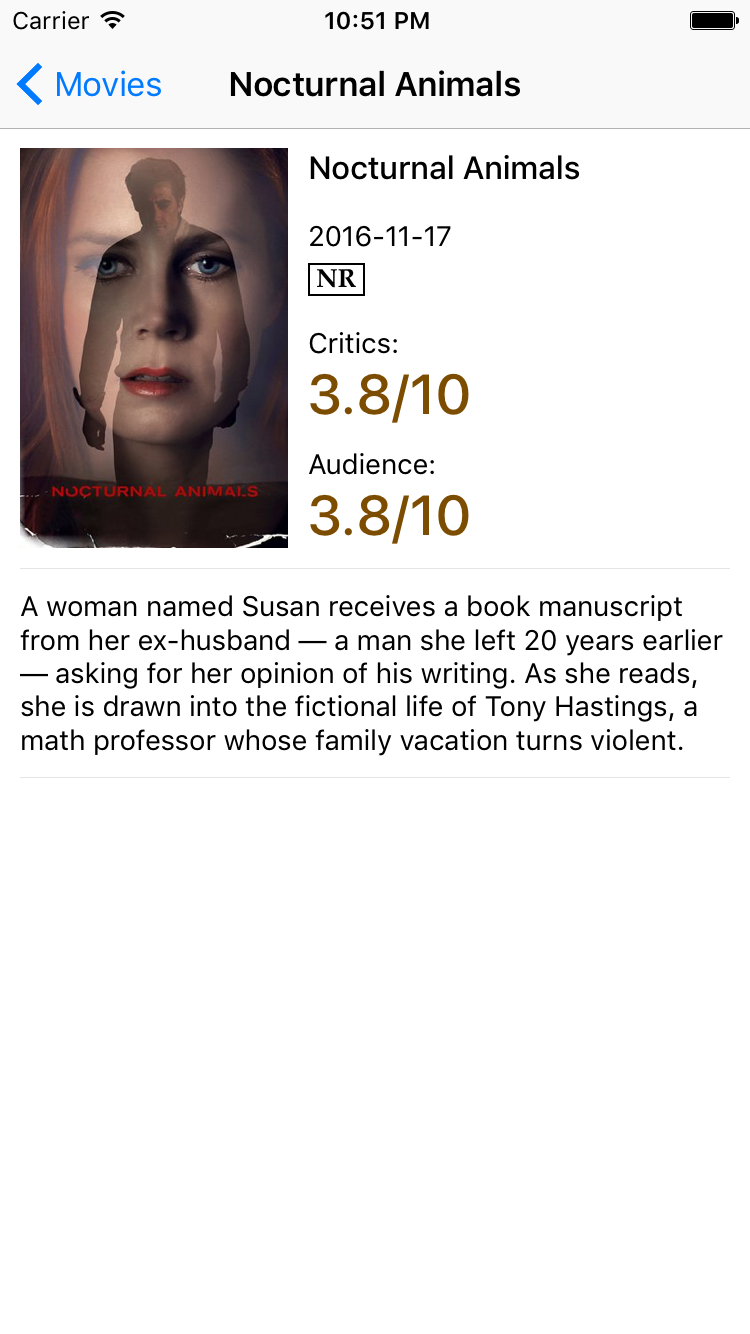 Carrier 10:51 PM
Movies Nocturnal Animals
Nocturnal Animals
2016-11-17
NR
Critics:
3.8/10
Audience:
3.8/10
NOCTURNAL ANIMALS
A woman named Susan receives a book manuscript
from her ex-husband — a man she left 20 years earlier
— asking for her opinion of his writing. As she reads,
she is drawn into the fictional life of Tony Hastings, a
math professor whose family vacation turns violent.